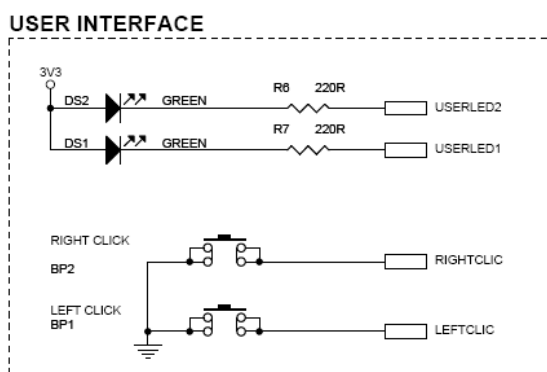 USER INTERFACE
3V3
DS2 GREEN R6 220R USERLED2
DS1 GREEN R7 220R USERLED1
RIGHT CLICK
BP2
RIGHTCLIC
LEFT CLICK
BP1
LEFTCLIC